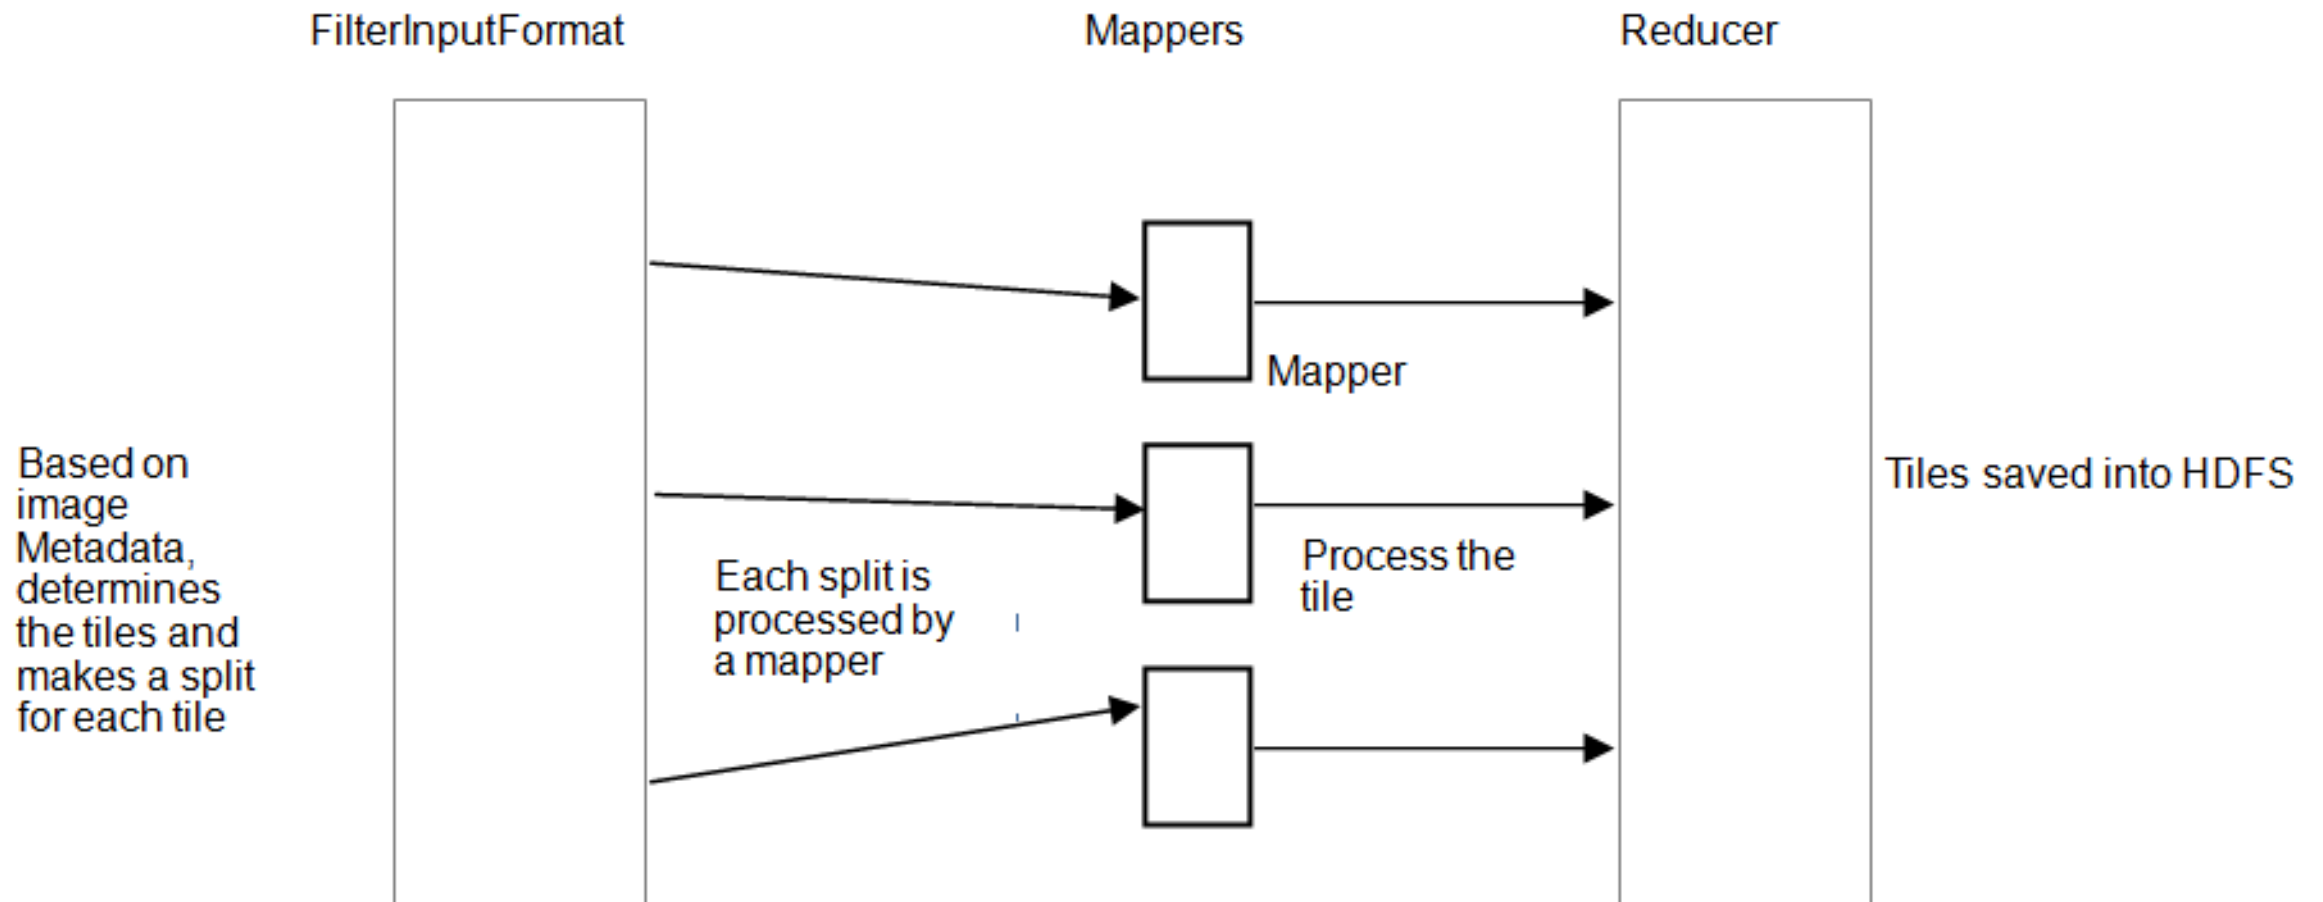 FilterInputFormat
Mappers
Reducer
Mapper
Based on
image
Metadata,
determines
the tiles and
makes a split
for each tile
Each split is
processed by
a mapper
Process the
tile
Tiles saved into HDFS